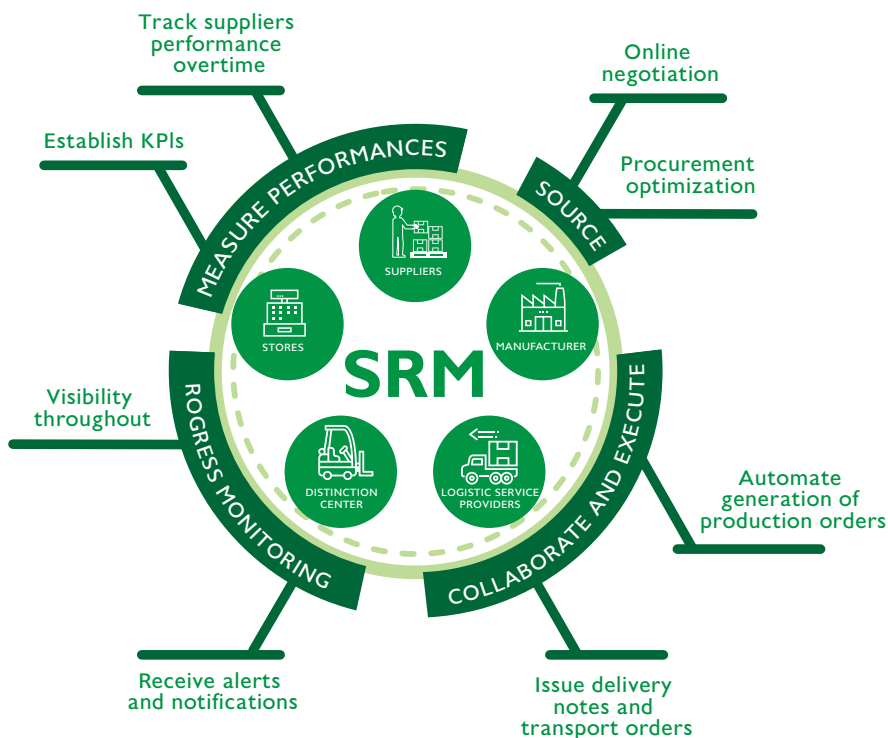 Track suppliers
performance
overtime
Online
negotiation
Establish KPIs
MEASURE PERFORMANCES
SOURCE
Procurement
optimization
SUPPLIERS
STORES
MANUFACTURER
SRM
Visibility
throughout
ROGRESS MONITORING
DISTINCTION
CENTER
LOGISTIC SERVICE
PROVIDERS
COLLABORATE AND EXECUTE
Automate
generation of
production orders
Receive alerts
and notifications
Issue delivery
notes and
transport orders